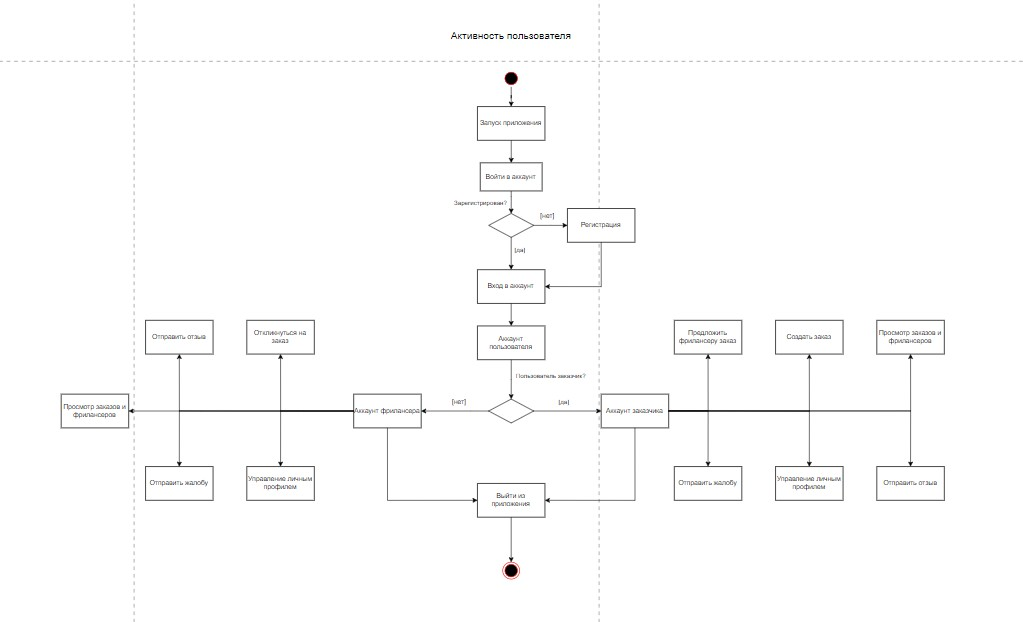 Активность пользователя
Запуск приложения
Войти в аккаунт
Зарегистрирован?
[нет]
Регистрация
[да]
Вход в аккаунт
Отправить отзыв
Откликнуться на
заказ
Аккаунт
пользователя
Предложить
фрилансеру заказ
Создать заказ
Просмотр заказов и
фрилансеров
Пользователь заказчик?
Просмотр заказов и
фрилансеров
Аккаунт фрилансера
[нет]
[да]
Аккаунт заказчика
Отправить жалобу
Управление личным
профилем
Выйти из
приложения
Отправить жалобу
Управление личным
профилем
Отправить отзыв